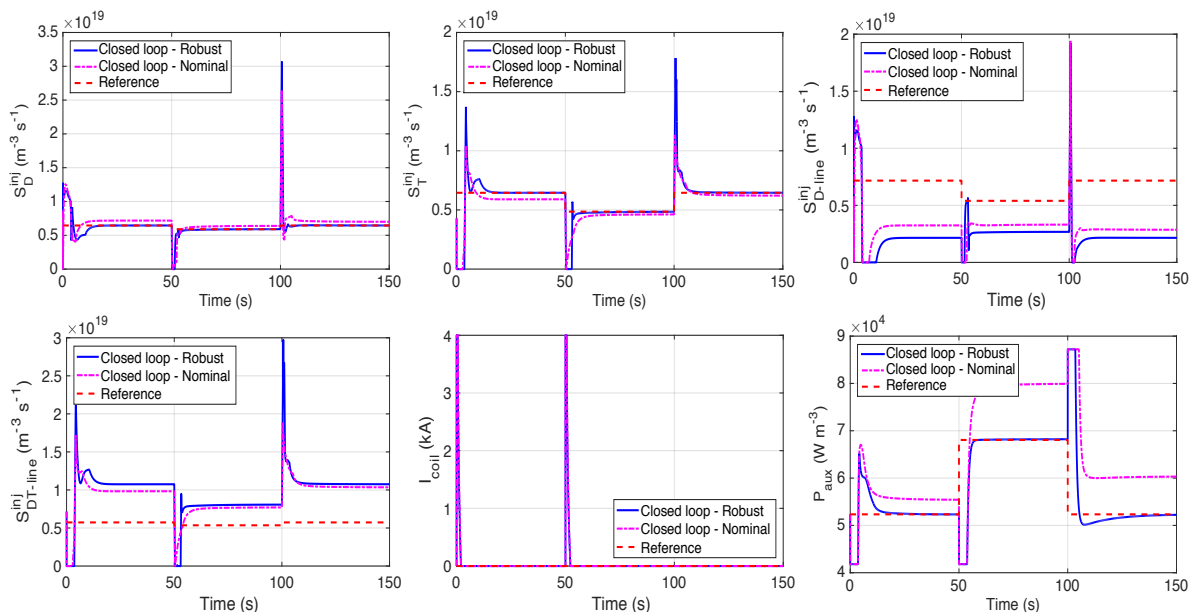 ×10^19
S_D^inj (m^-3 s^-1)
3.5
3
2.5
2
1.5
1
0.5
0
Closed loop - Robust
Closed loop - Nominal
Reference
0 50 100 150
Time (s)
×10^19
S_T^inj (m^-3 s^-1)
2
1.5
1
0.5
0
Closed loop - Robust
Closed loop - Nominal
Reference
0 50 100 150
Time (s)
×10^19
S_D-line^inj (m^-3 s^-1)
2
1.5
1
0.5
0
Closed loop - Robust
Closed loop - Nominal
Reference
0 50 100 150
Time (s)
×10^19
S_DT-line^inj (m^-3 s^-1)
3
2.5
2
1.5
1
0.5
0
Closed loop - Robust
Closed loop - Nominal
Reference
0 50 100 150
Time (s)
I_coil (kA)
4
3
2
1
0
Closed loop - Robust
Closed loop - Nominal
Reference
0 50 100 150
Time (s)
×10^4
P_aux (W m^-3)
9
8
7
6
5
4
Closed loop - Robust
Closed loop - Nominal
Reference
0 50 100 150
Time (s)